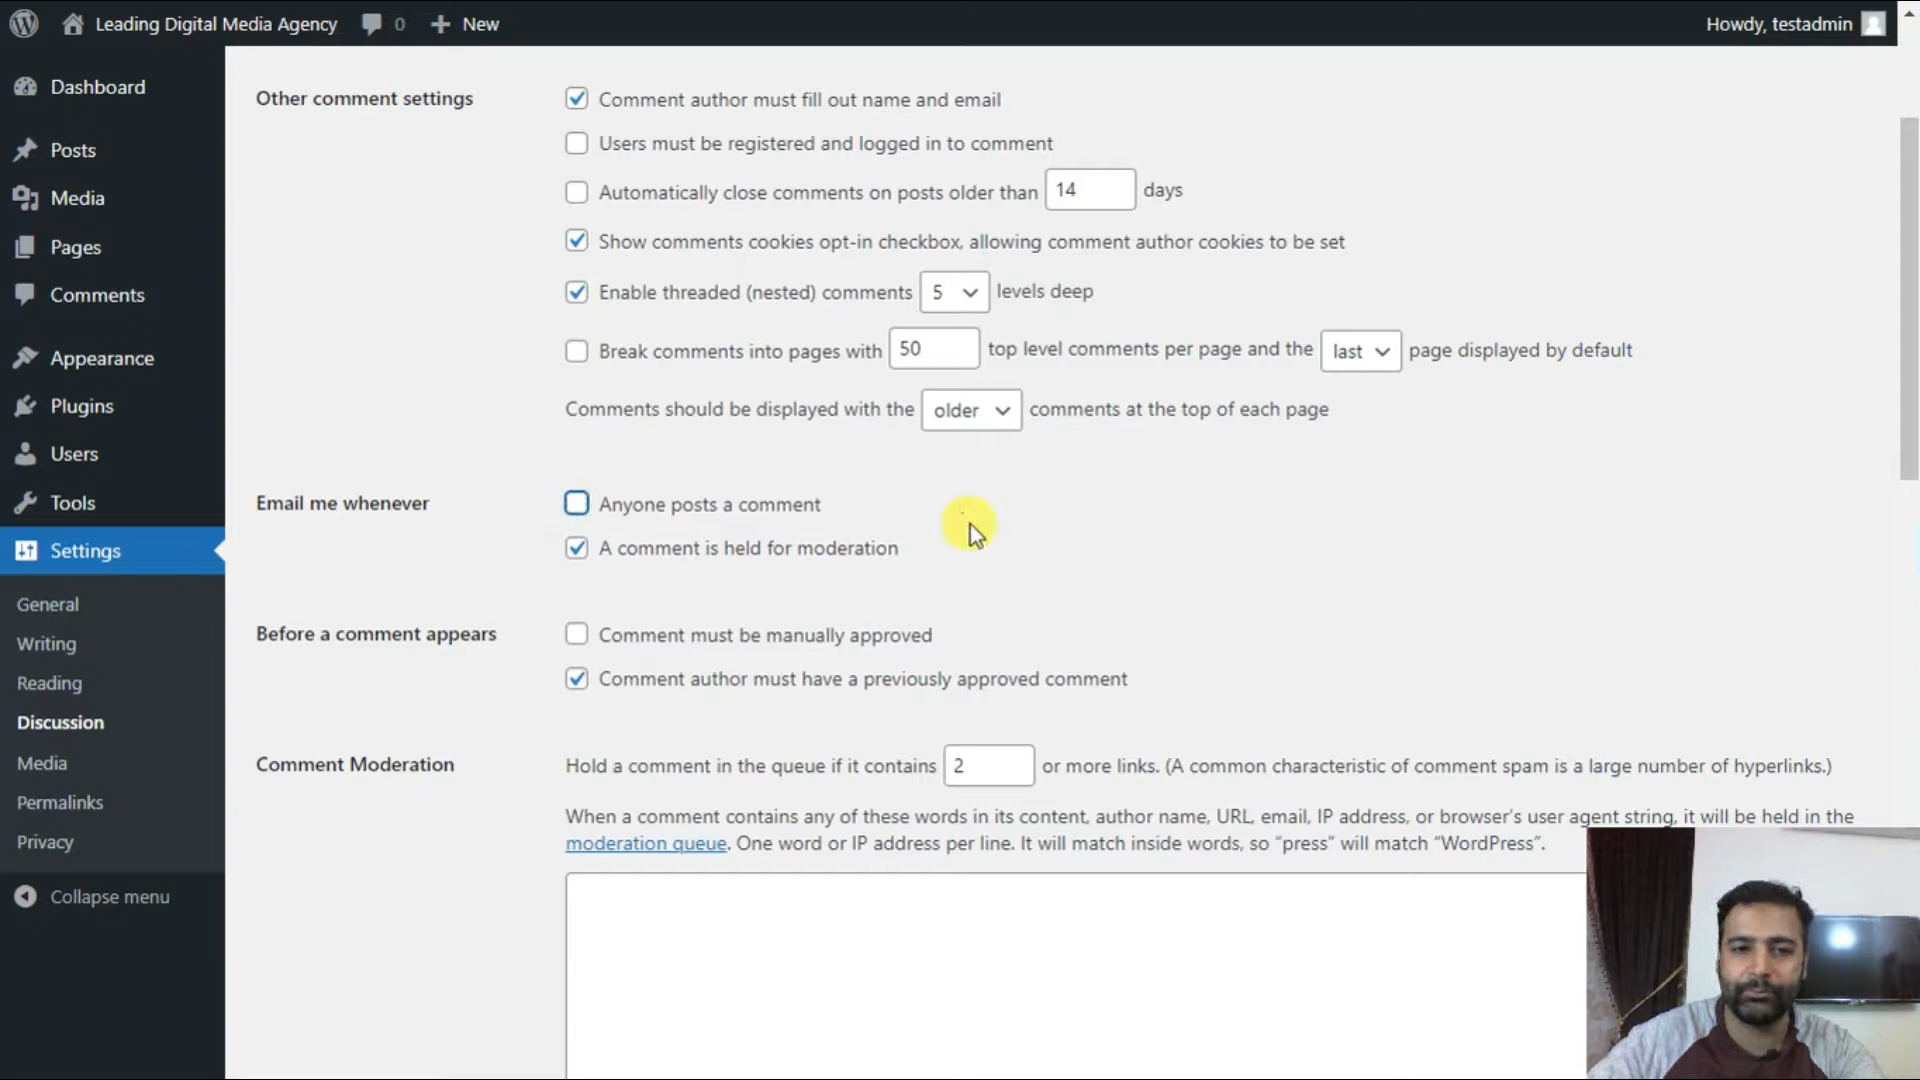 Leading Digital Media Agency 0 New Howdy, testadmin
Dashboard
Posts
Media
Pages
Comments
Appearance
Plugins
Users
Tools
Settings
General
Writing
Reading
Discussion
Media
Permalinks
Privacy
Collapse menu
Other comment settings
Comment author must fill out name and email
Users must be registered and logged in to comment
Automatically close comments on posts older than 14 days
Show comments cookies opt-in checkbox, allowing comment author cookies to be set
Enable threaded (nested) comments 5 levels deep
Break comments into pages with 50 top level comments per page and the last page displayed by default
Comments should be displayed with the older comments at the top of each page
Email me whenever
Anyone posts a comment
A comment is held for moderation
Before a comment appears
Comment must be manually approved
Comment author must have a previously approved comment
Comment Moderation
Hold a comment in the queue if it contains 2 or more links. (A common characteristic of comment spam is a large number of hyperlinks.)
When a comment contains any of these words in its content, author name, URL, email, IP address, or browser’s user agent string, it will be held in the
moderation queue. One word or IP address per line. It will match inside words, so “press” will match “WordPress”.